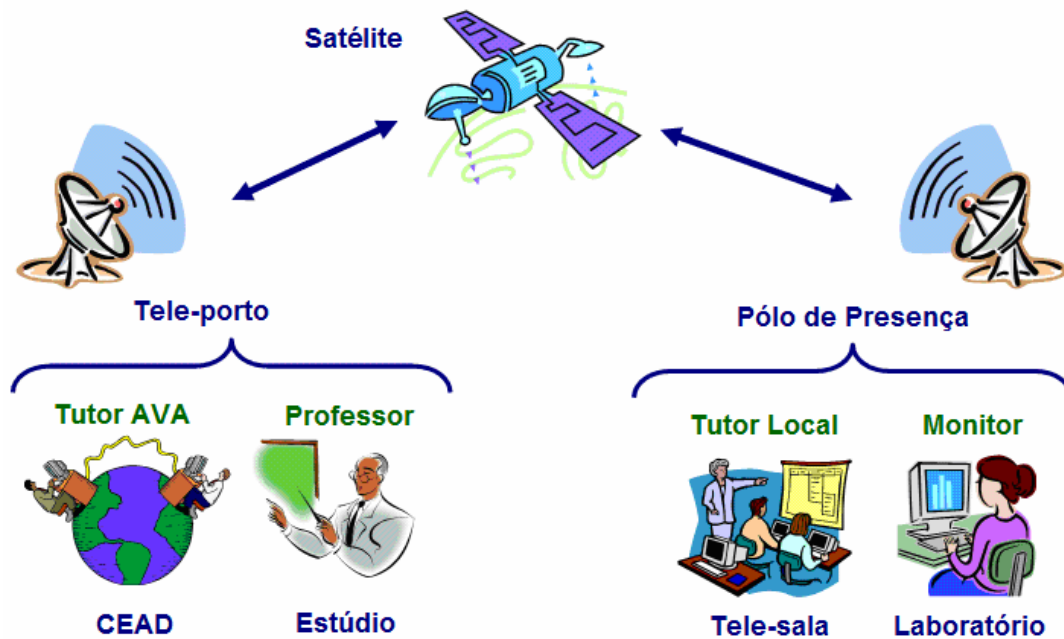 Satélite
Tele-porto
Pólo de Presença
Tutor AVA
Professor
Tutor Local
Monitor
CEAD
Estúdio
Tele-sala
Laboratório